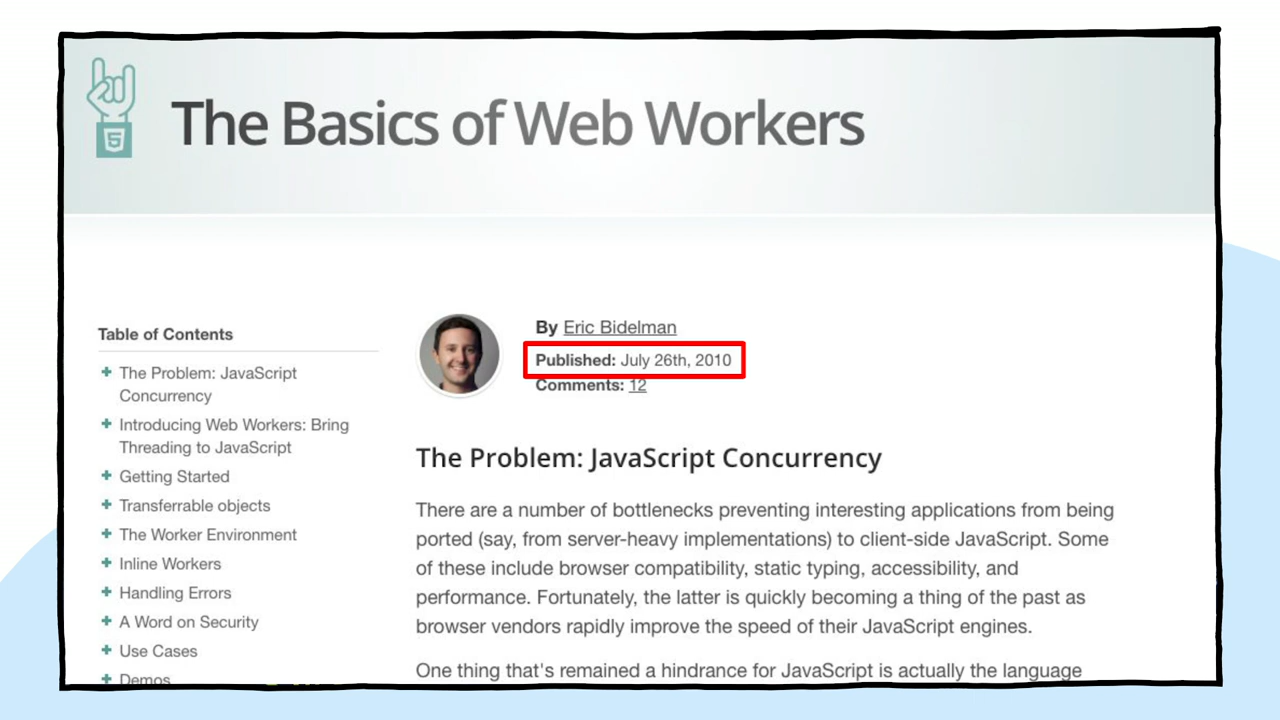 5
The Basics of Web Workers
Table of Contents
The Problem: JavaScript
Concurrency
Introducing Web Workers: Bring
Threading to JavaScript
Getting Started
Transferrable objects
The Worker Environment
Inline Workers
Handling Errors
A Word on Security
Use Cases
Demos
By Eric Bidelman
Published: July 26th, 2010
Comments: 12
The Problem: JavaScript Concurrency
There are a number of bottlenecks preventing interesting applications from being
ported (say, from server-heavy implementations) to client-side JavaScript. Some
of these include browser compatibility, static typing, accessibility, and
performance. Fortunately, the latter is quickly becoming a thing of the past as
browser vendors rapidly improve the speed of their JavaScript engines.
One thing that's remained a hindrance for JavaScript is actually the language